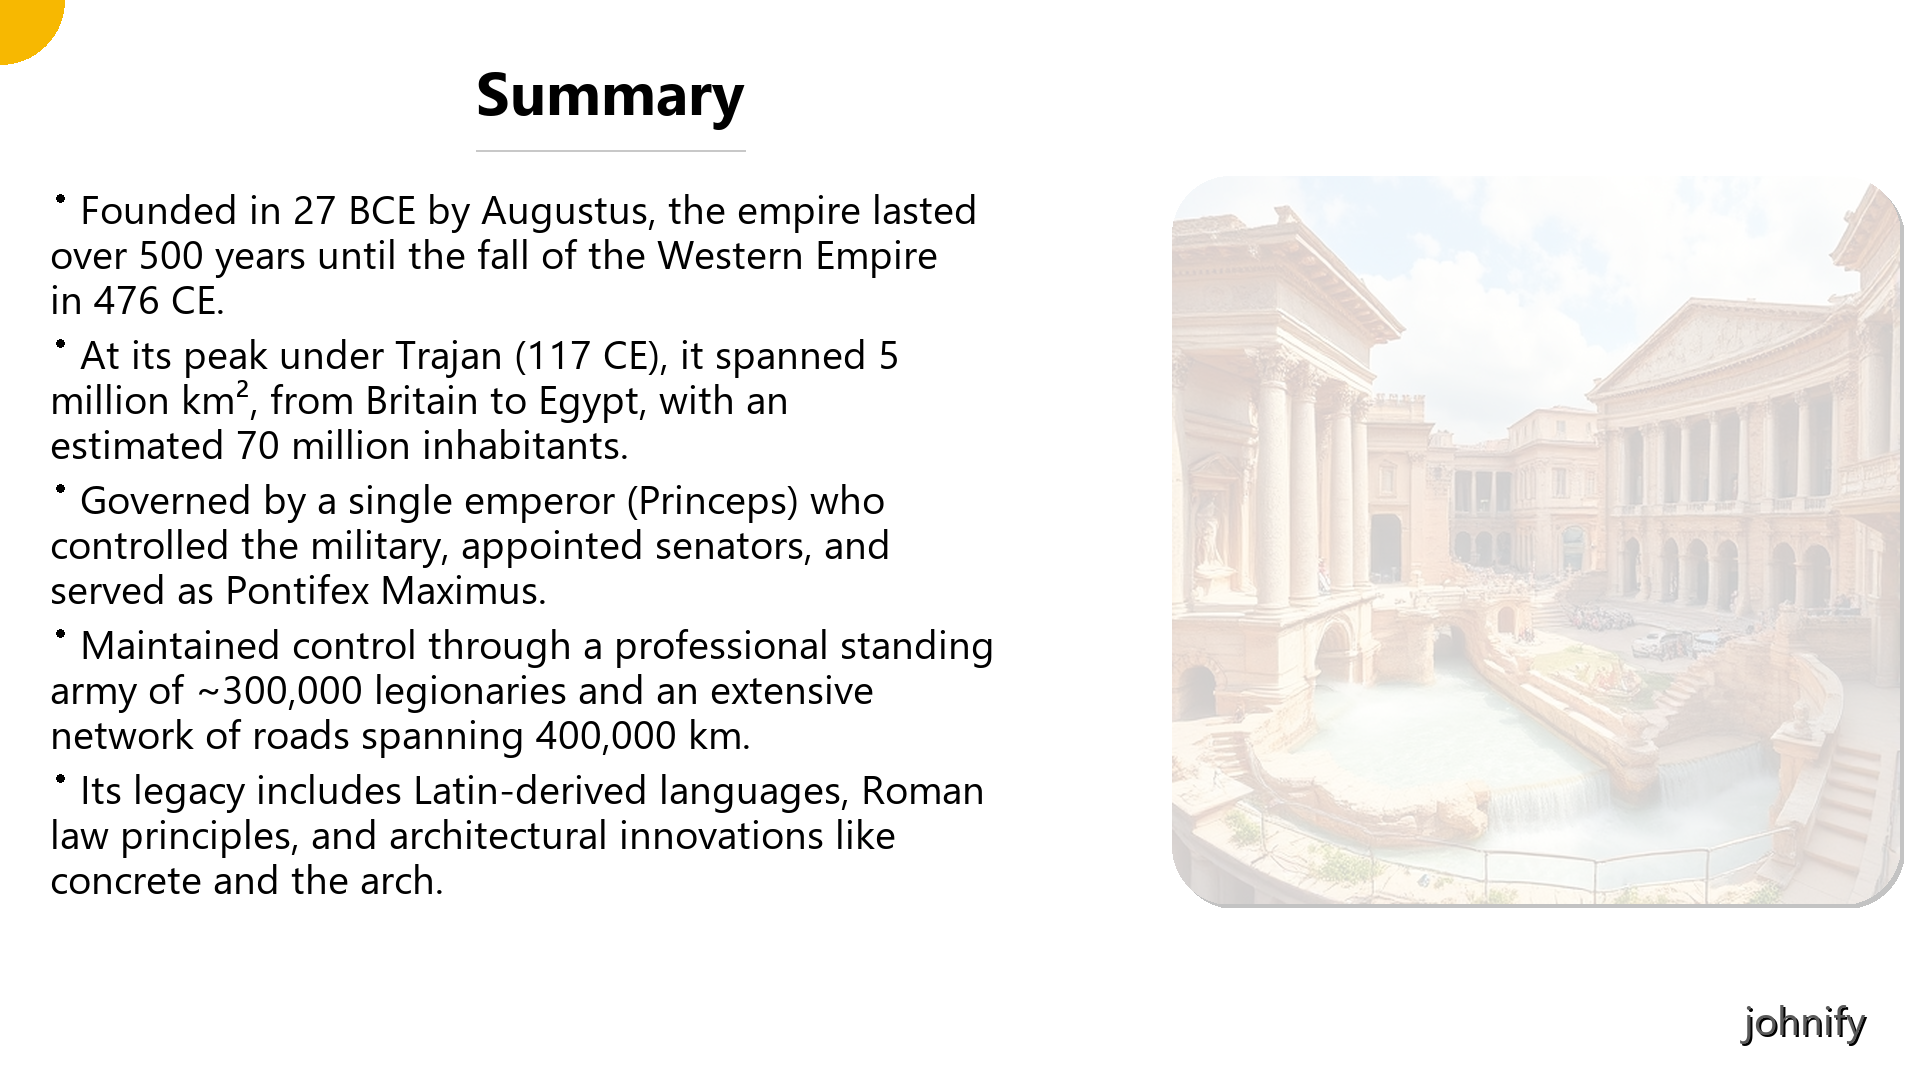 Summary
• Founded in 27 BCE by Augustus, the empire lasted
over 500 years until the fall of the Western Empire
in 476 CE.
• At its peak under Trajan (117 CE), it spanned 5
million km², from Britain to Egypt, with an
estimated 70 million inhabitants.
• Governed by a single emperor (Princeps) who
controlled the military, appointed senators, and
served as Pontifex Maximus.
• Maintained control through a professional standing
army of ~300,000 legionaries and an extensive
network of roads spanning 400,000 km.
• Its legacy includes Latin-derived languages, Roman
law principles, and architectural innovations like
concrete and the arch.
johnify